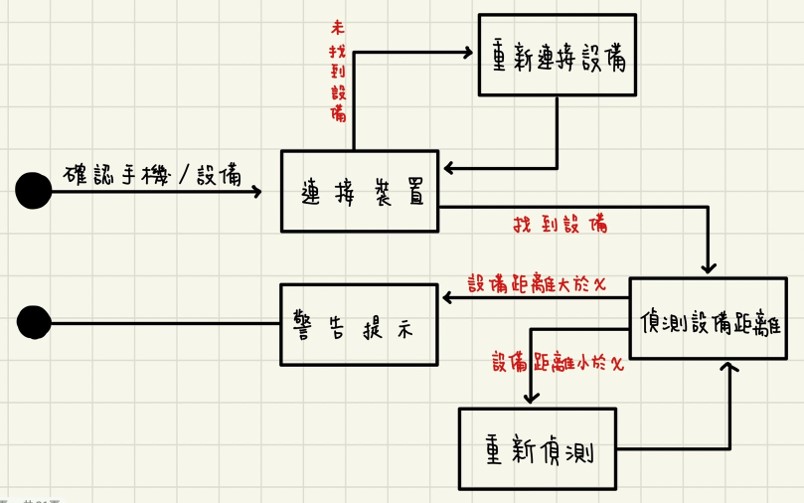 未找到設備
重新連接設備
確認手機/設備
連接裝置
找到設備
設備距離大於x
警告提示
偵測設備距離
設備距離小於x
重新偵測